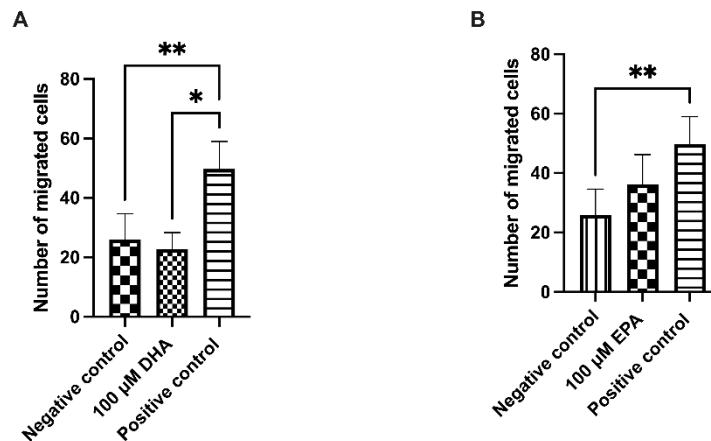 A
**
*
Number of migrated cells
80
60
40
20
0
Negative control
100 µM DHA
Positive control
B
**
Number of migrated cells
80
60
40
20
0
Negative control
100 µM EPA
Positive control